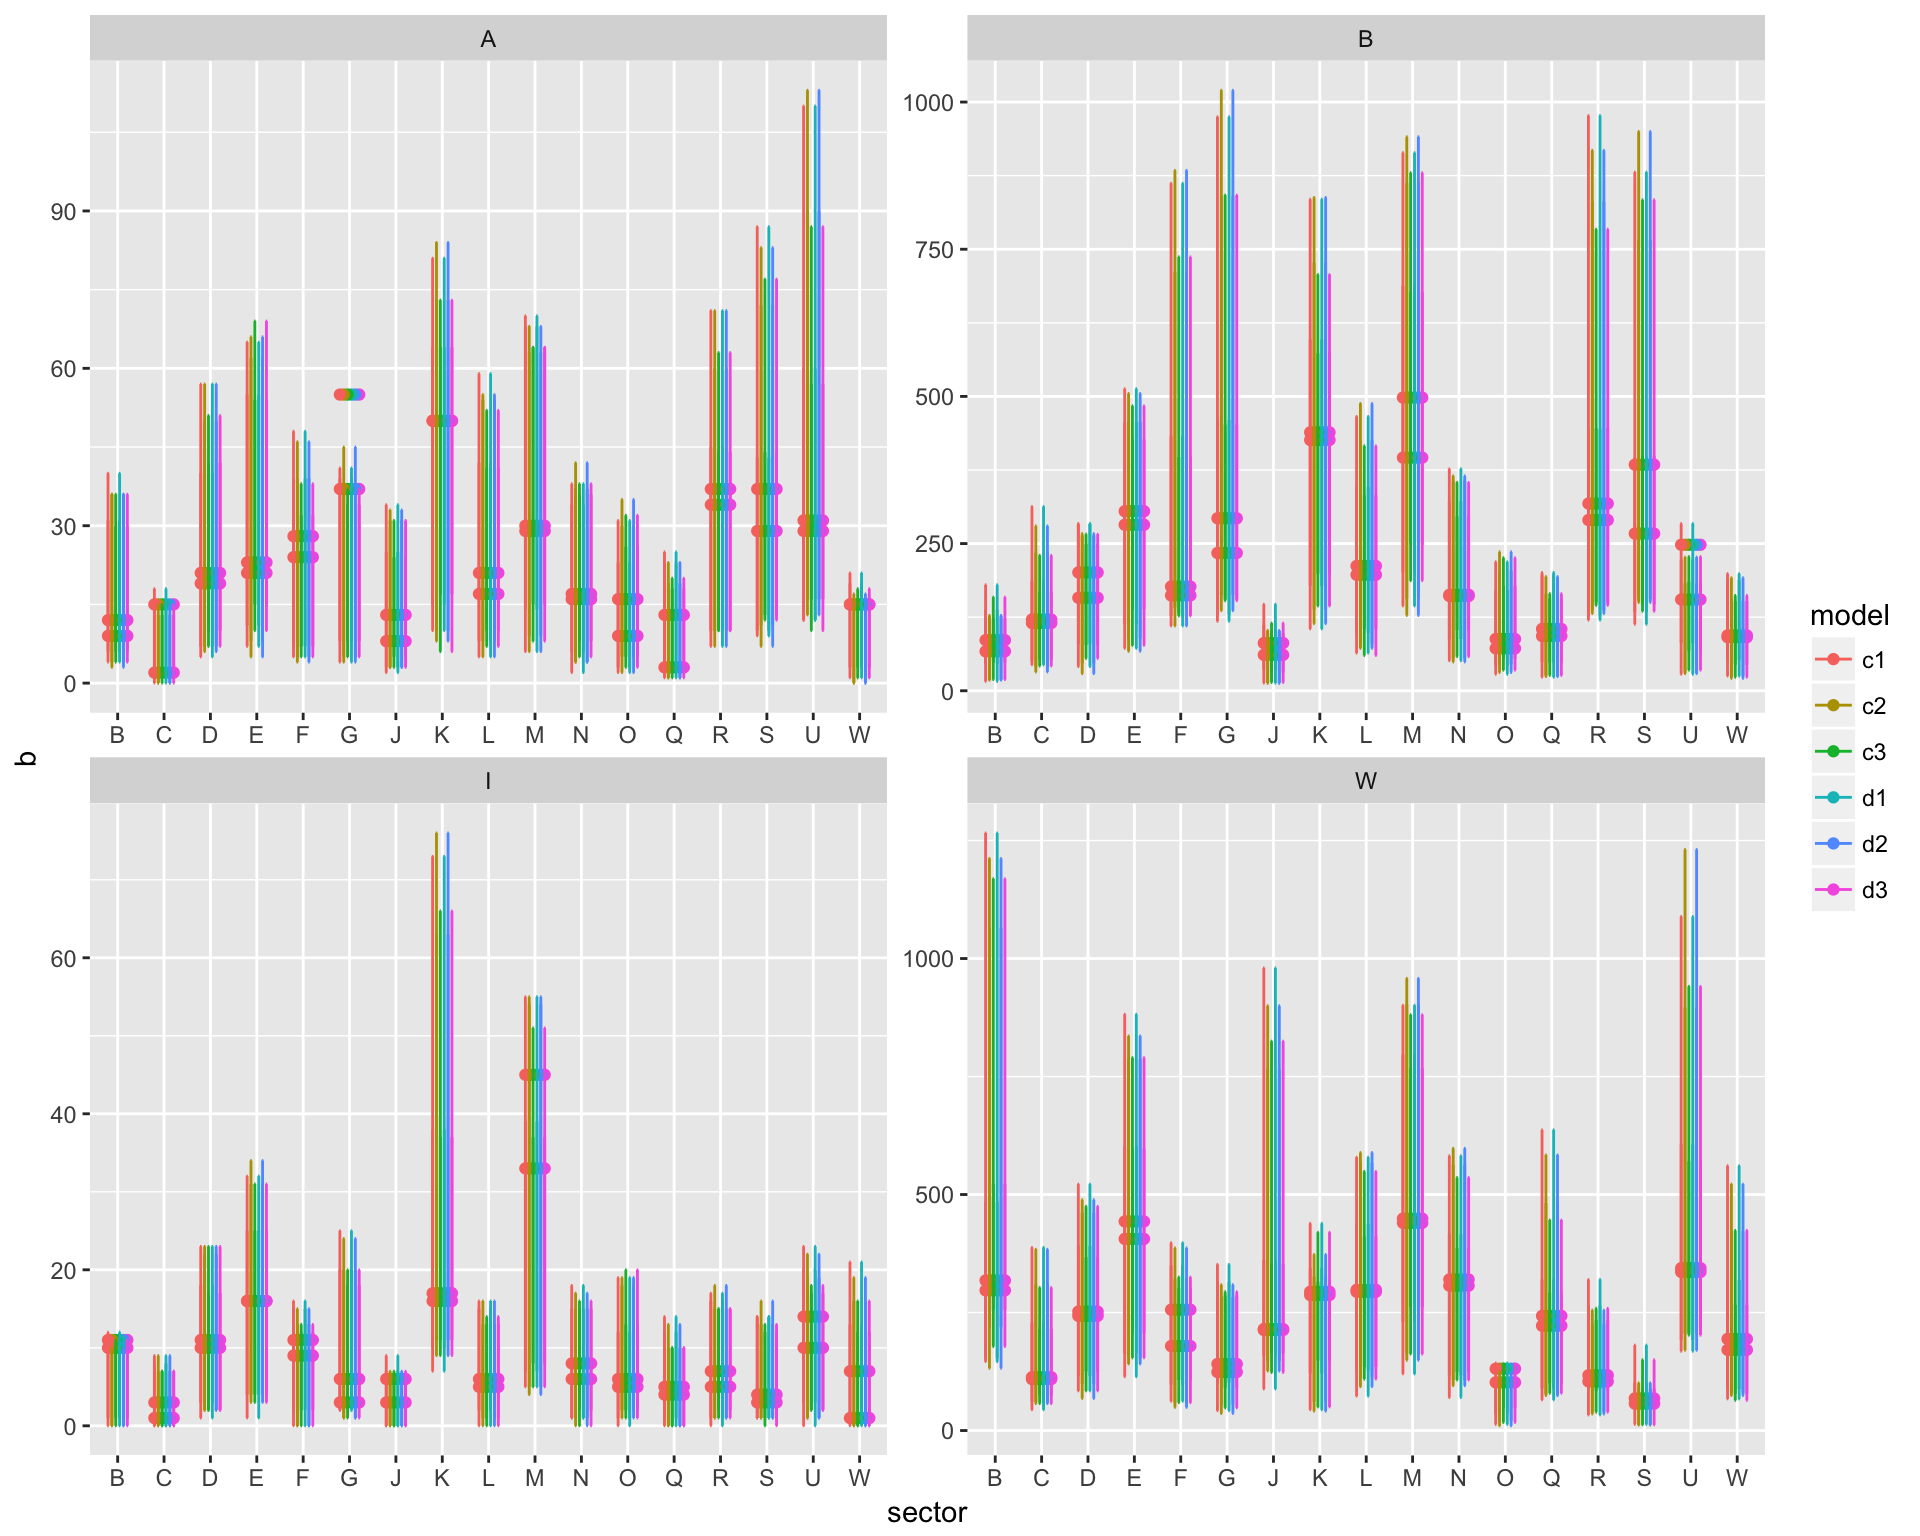 A
B
1000
90
750
60
500
30
250
0
0
B C D E F G J K L M N O Q R S U W
B C D E F G J K L M N O Q R S U W
b
I
W
60
1000
40
500
20
0
0
B C D E F G J K L M N O Q R S U W
B C D E F G J K L M N O Q R S U W
sector
model
c1
c2
c3
d1
d2
d3